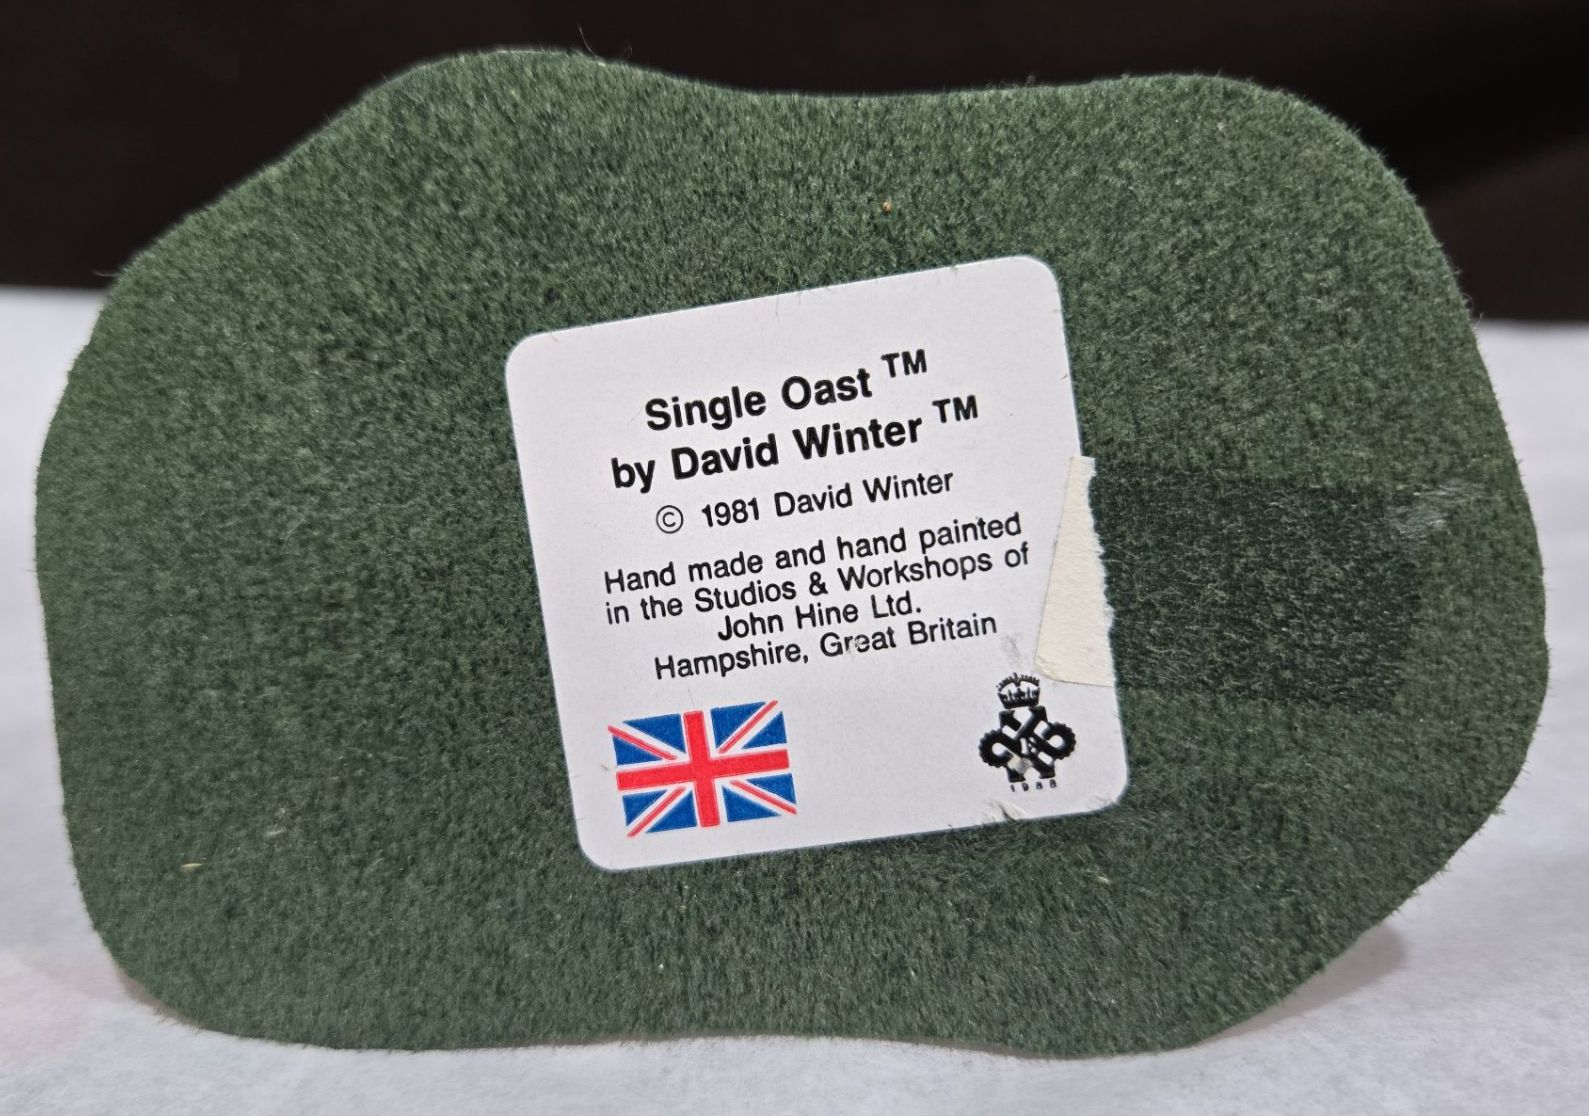 Single Oast ™
by David Winter ™
© 1981 David Winter
Hand made and hand painted
in the Studios & Workshops of
John Hine Ltd.
Hampshire, Great Britain
1988